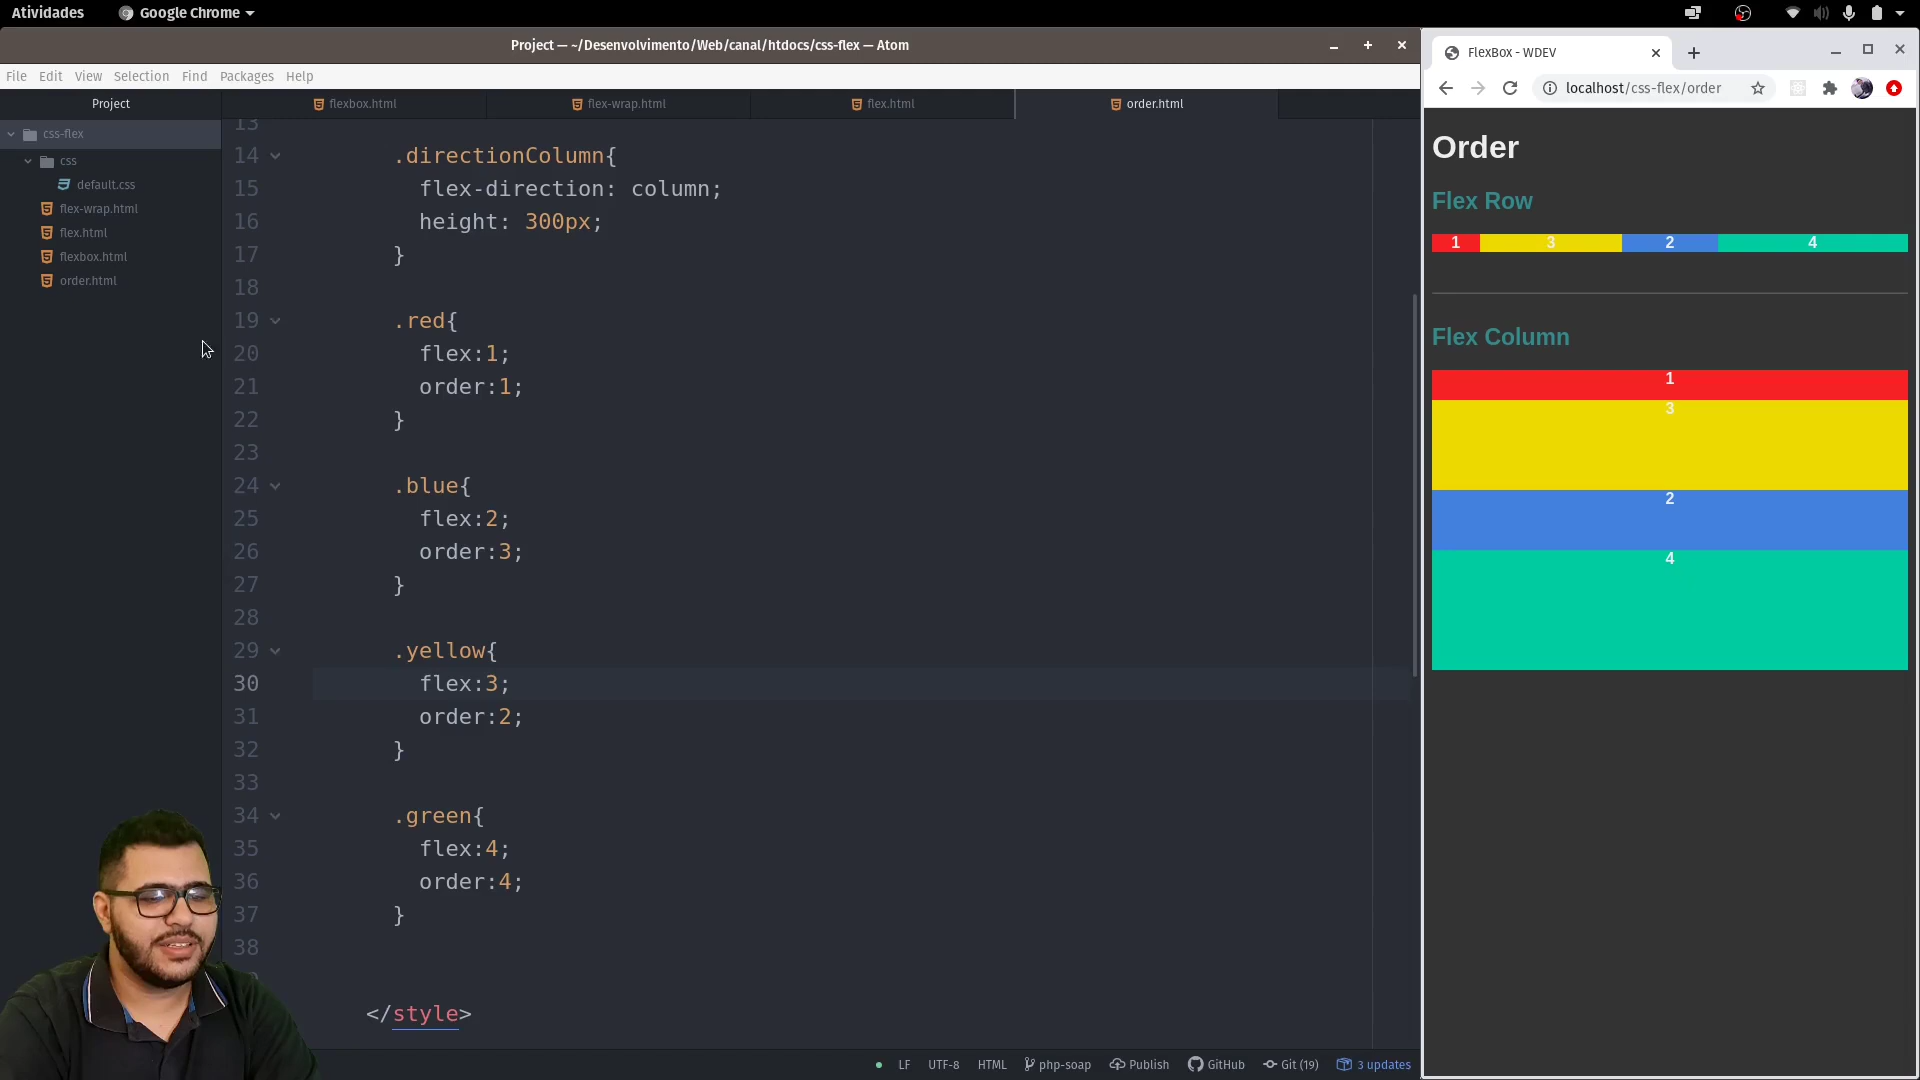 Atividades
Google Chrome
Project — ~/Desenvolvimento/Web/canal/htdocs/css-flex — Atom
File Edit View Selection Find Packages Help
Project
css-flex
css
default.css
flex-wrap.html
flex.html
flexbox.html
order.html
flexbox.html
flex-wrap.html
flex.html
order.html
13
14 .directionColumn{
15 flex-direction: column;
16 height: 300px;
17 }
18
19 .red{
20 flex:1;
21 order:1;
22 }
23
24 .blue{
25 flex:2;
26 order:3;
27 }
28
29 .yellow{
30 flex:3;
31 order:2;
32 }
33
34 .green{
35 flex:4;
36 order:4;
37 }
38
</style>
LF UTF-8 HTML php-soap Publish GitHub Git (19) 3 updates
FlexBox - WDEV
localhost/css-flex/order
Order
Flex Row
1 3 2 4
Flex Column
1
3
2
4